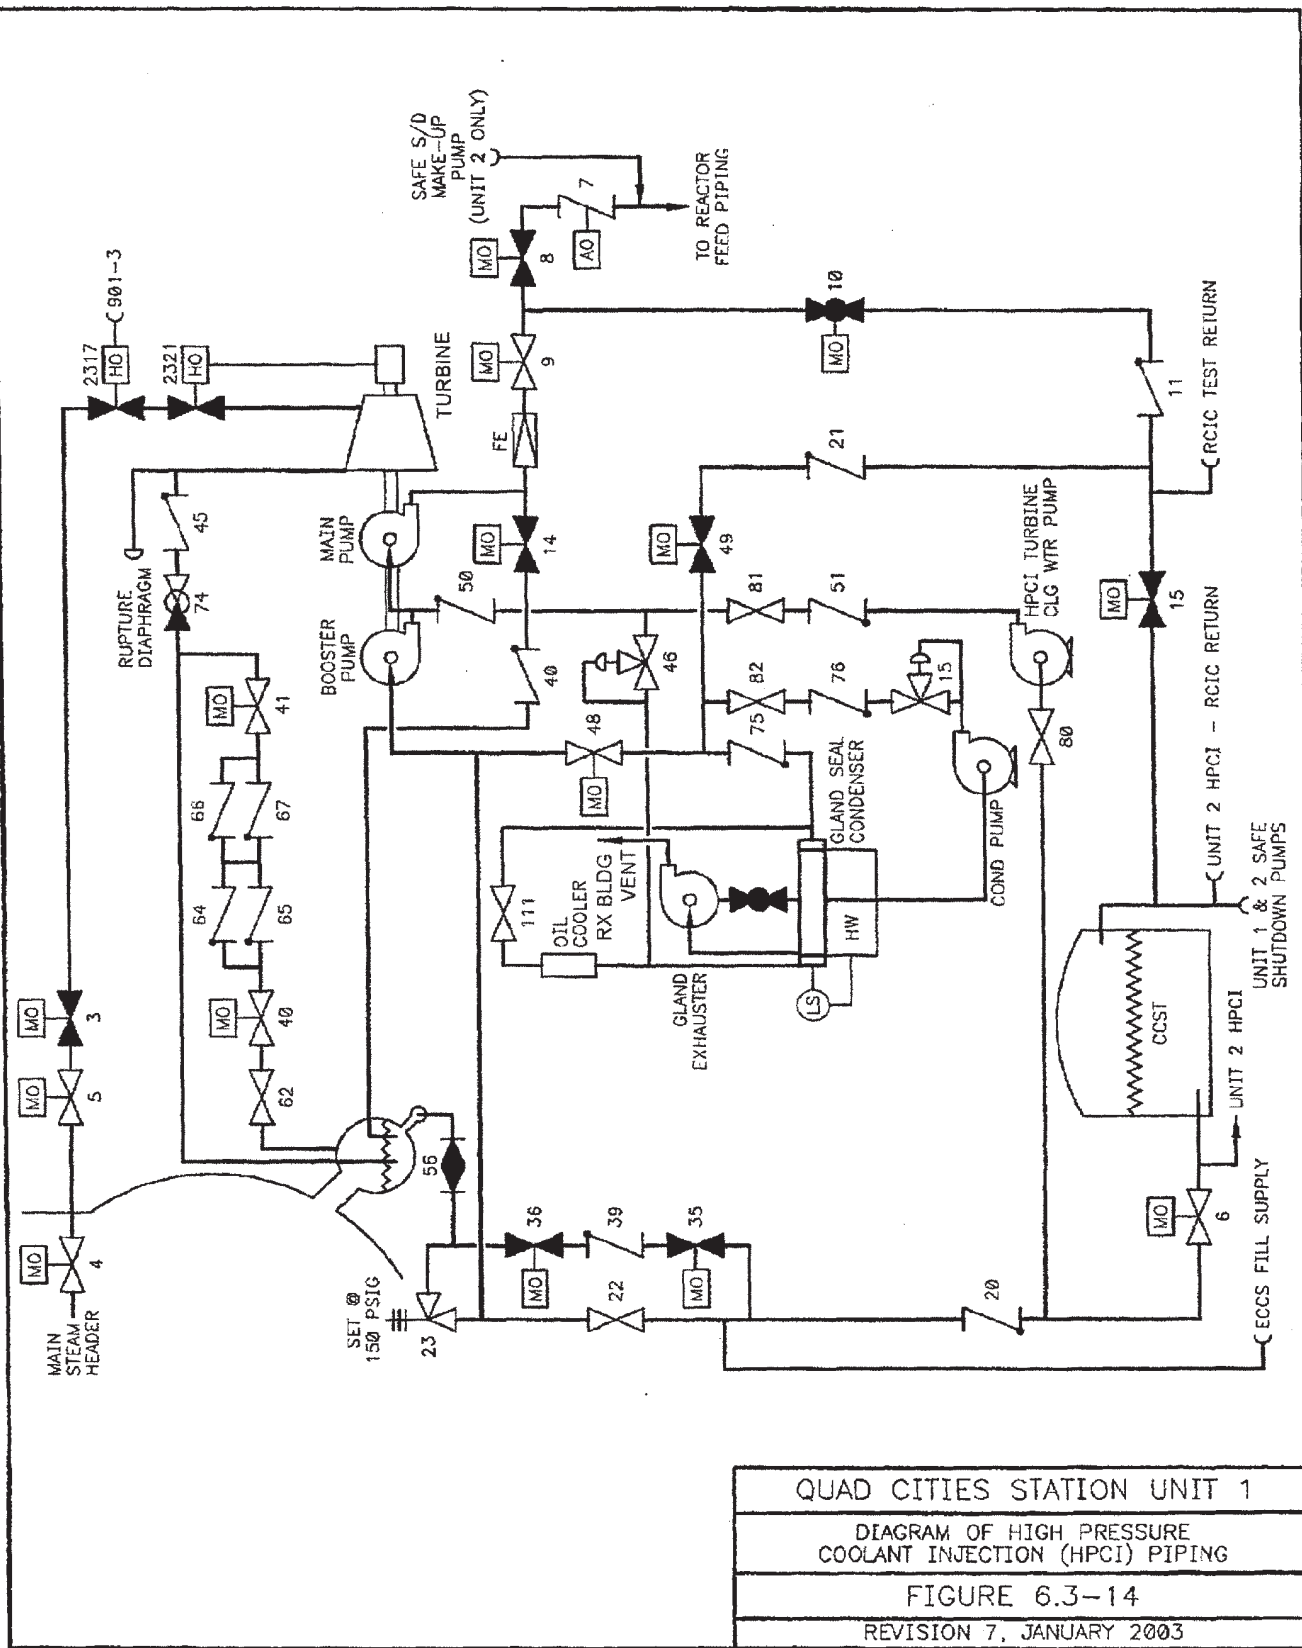 MAIN
STEAM
HEADER
MO
4
MO
5
MO
3
2317
HO
901-3
2321
HO
TURBINE
RUPTURE
DIAPHRAGM
45
74
MO
41
66
67
64
65
MO
40
62
BOOSTER
PUMP
MAIN
PUMP
50
MO
14
40
FE
MO
9
MO
8
AO
7
SAFE S/D
MAKE-UP
PUMP
(UNIT 2 ONLY)
TO REACTOR
FEED PIPING
MO
10
11
RCIC TEST RETURN
21
MO
49
81
51
HPCI TURBINE
CLG WTR PUMP
MO
15
46
82
76
15
MO
48
75
80
COND PUMP
GLAND SEAL
CONDENSER
HW
LS
111
OIL
COOLER
RX BLDG
VENT
GLAND
EXHAUSTER
56
SET @
150 PSIG
23
MO
36
39
MO
35
22
20
CCST
MO
6
UNIT 2 HPCI
UNIT 2 HPCI - RCIC RETURN
UNIT 1 & 2 SAFE
SHUTDOWN PUMPS
ECCS FILL SUPPLY
QUAD CITIES STATION UNIT 1
DIAGRAM OF HIGH PRESSURE
COOLANT INJECTION (HPCI) PIPING
FIGURE 6.3-14
REVISION 7, JANUARY 2003